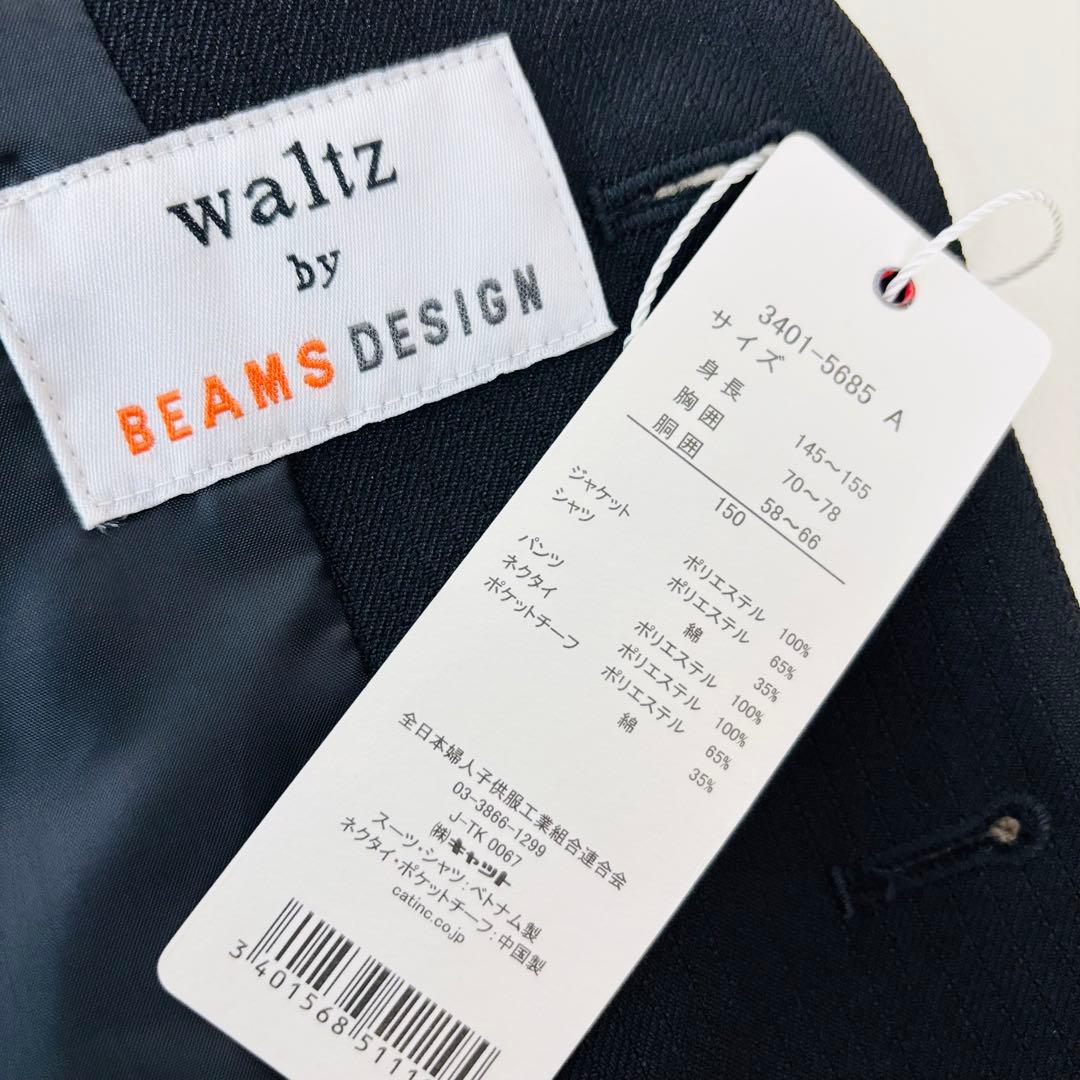 waltz
by
BEAMS DESIGN
3401-5685 A
サイズ
身長 145～155
胸囲 70～78
胴囲 58～66
150
ジャケット ポリエステル 100%
シャツ ポリエステル 65%
綿 35%
パンツ ポリエステル 100%
ネクタイ ポリエステル 100%
ポケットチーフ ポリエステル 65%
綿 35%
全日本婦人子供服工業組合連合会
03-3866-1299
J-TK 0067
㈱キャット
スーツ・シャツ:ベトナム製
ネクタイ・ポケットチーフ:中国製
catinc.co.jp
3 401568 511